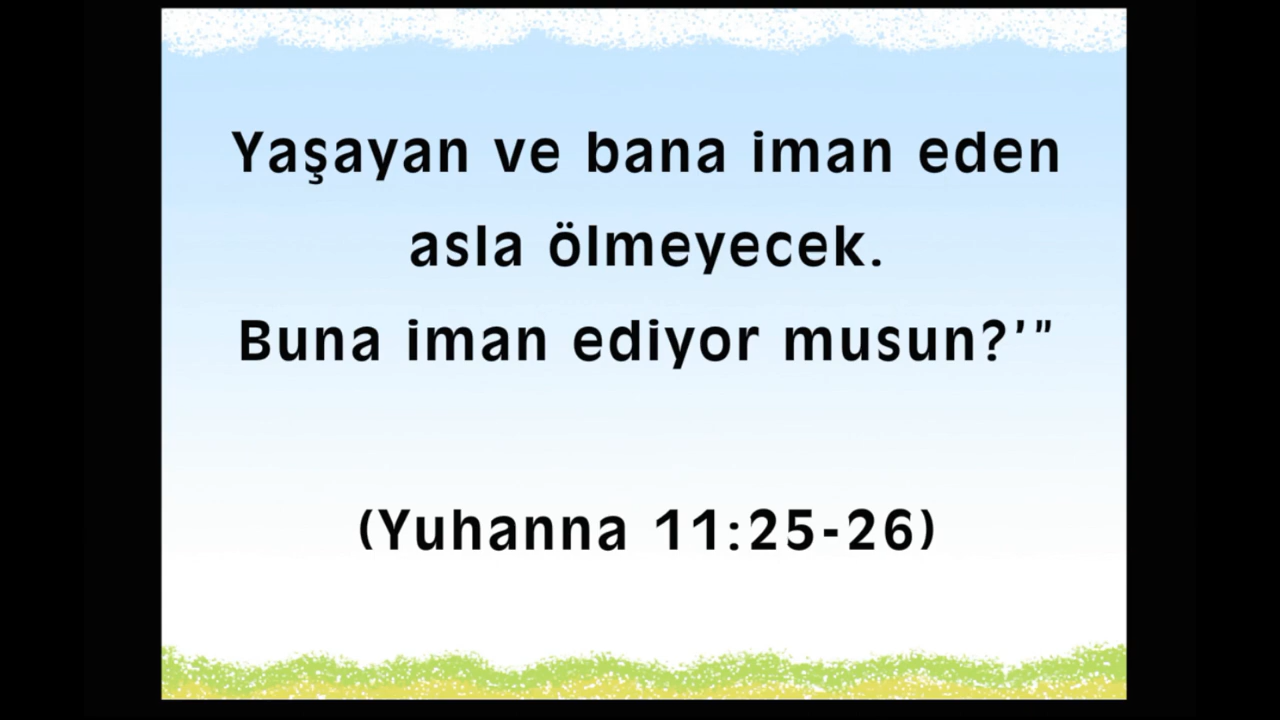 Yaşayan ve bana iman eden
asla ölmeyecek.
Buna iman ediyor musun?’”
(Yuhanna 11:25-26)